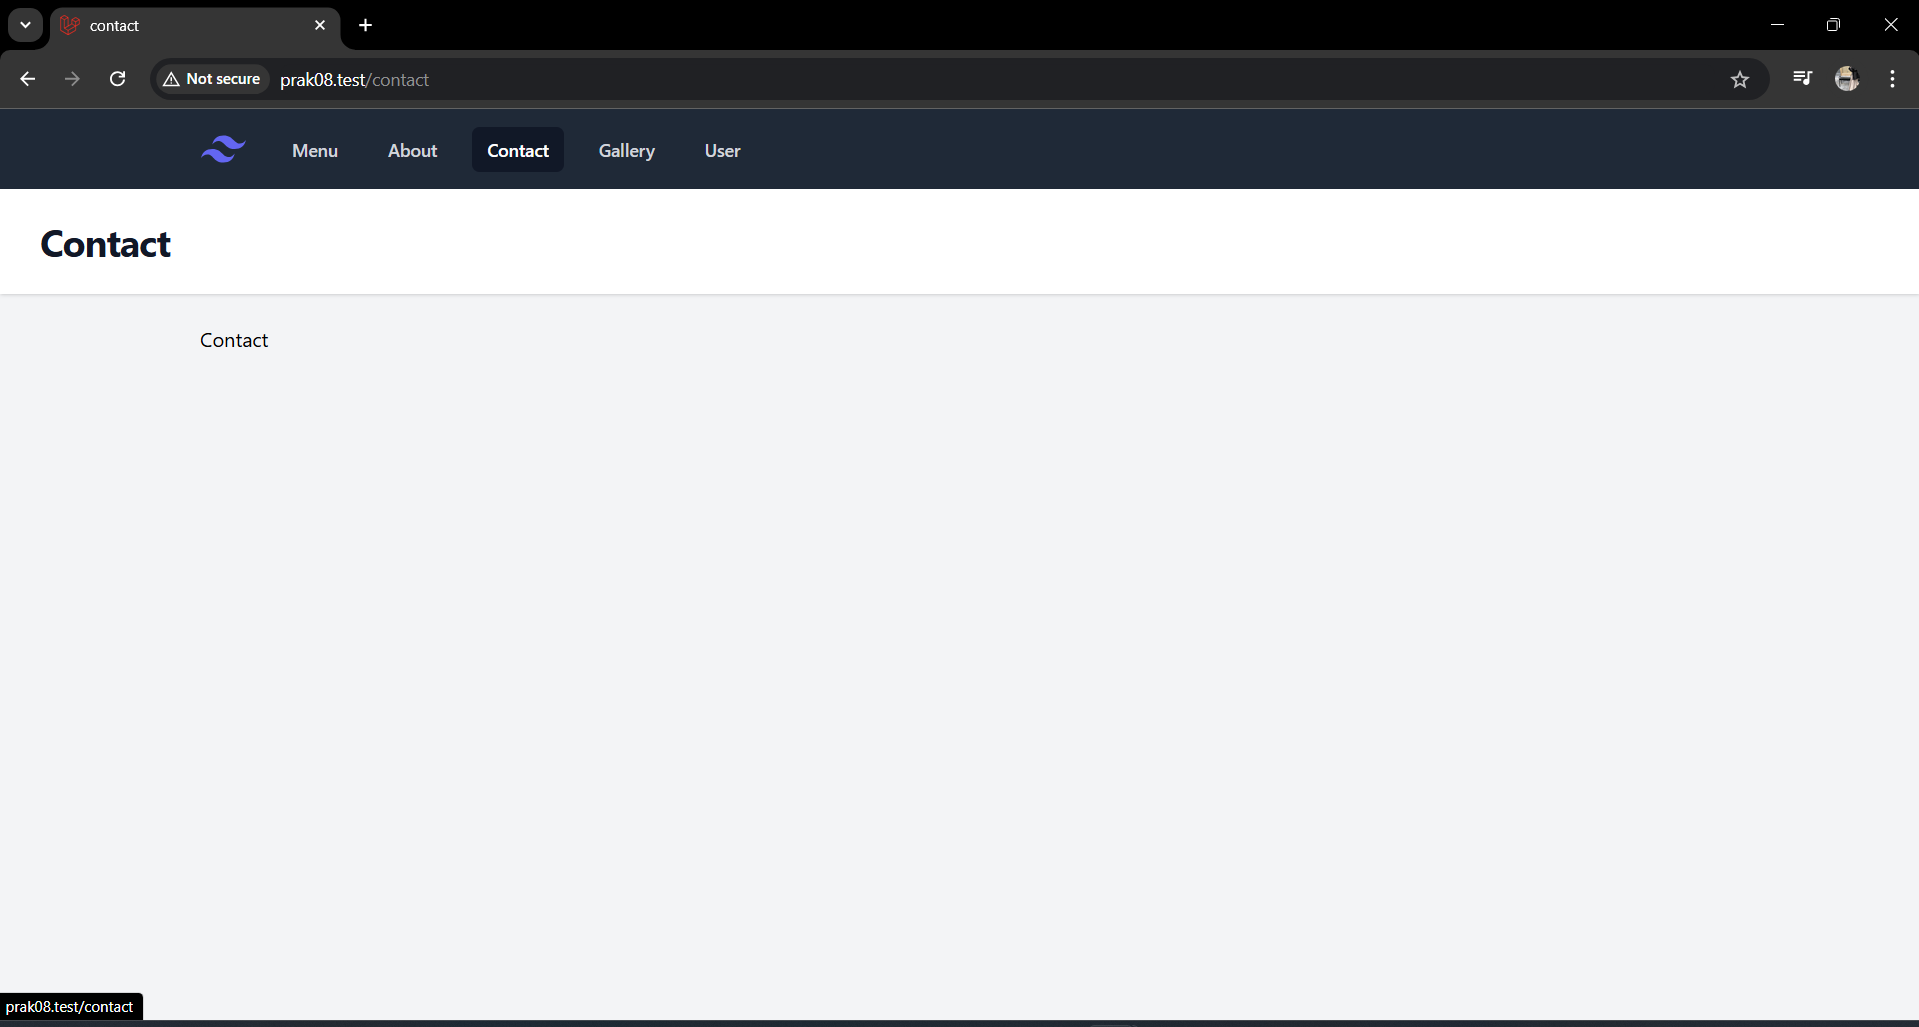 contact
Not secure prak08.test/contact
Menu About Contact Gallery User
Contact
Contact
prak08.test/contact